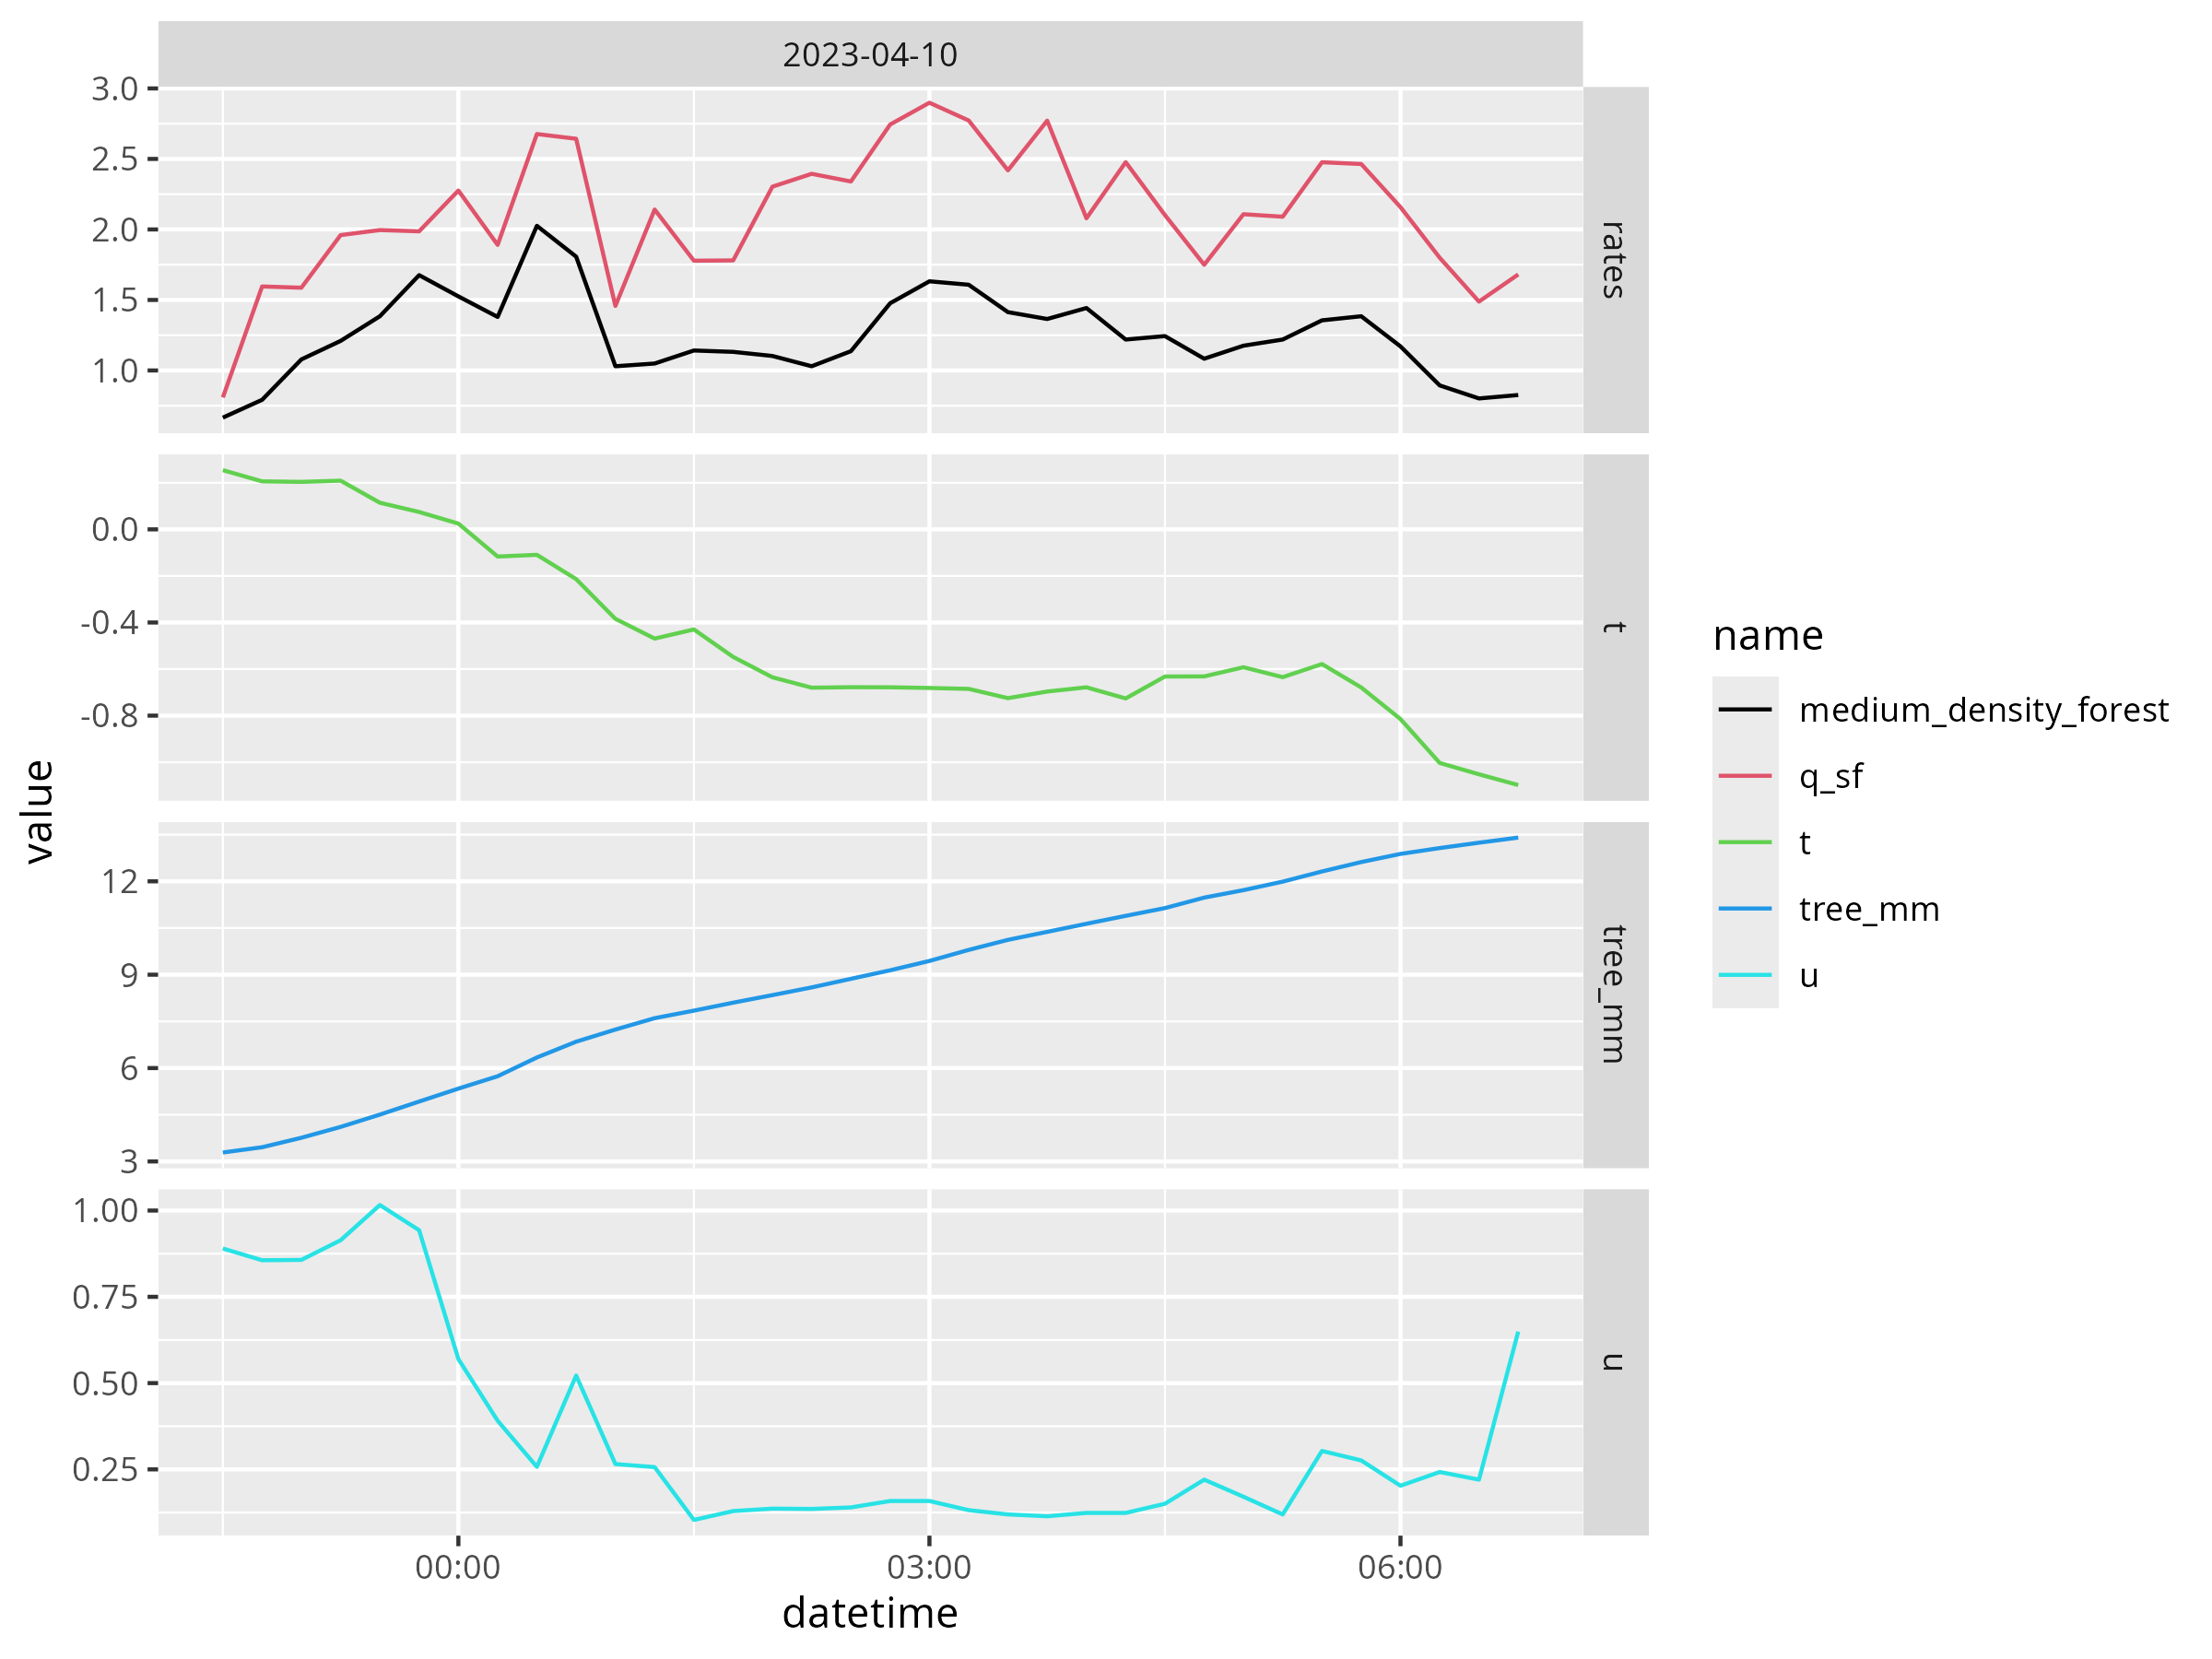 2023-04-10
3.0
2.5
2.0
1.5
1.0
rates
0.0
-0.4
-0.8
t
12
9
6
3
tree_mm
1.00
0.75
0.50
0.25
u
00:00 03:00 06:00
datetime
value
name
medium_density_forest
q_sf
t
tree_mm
u